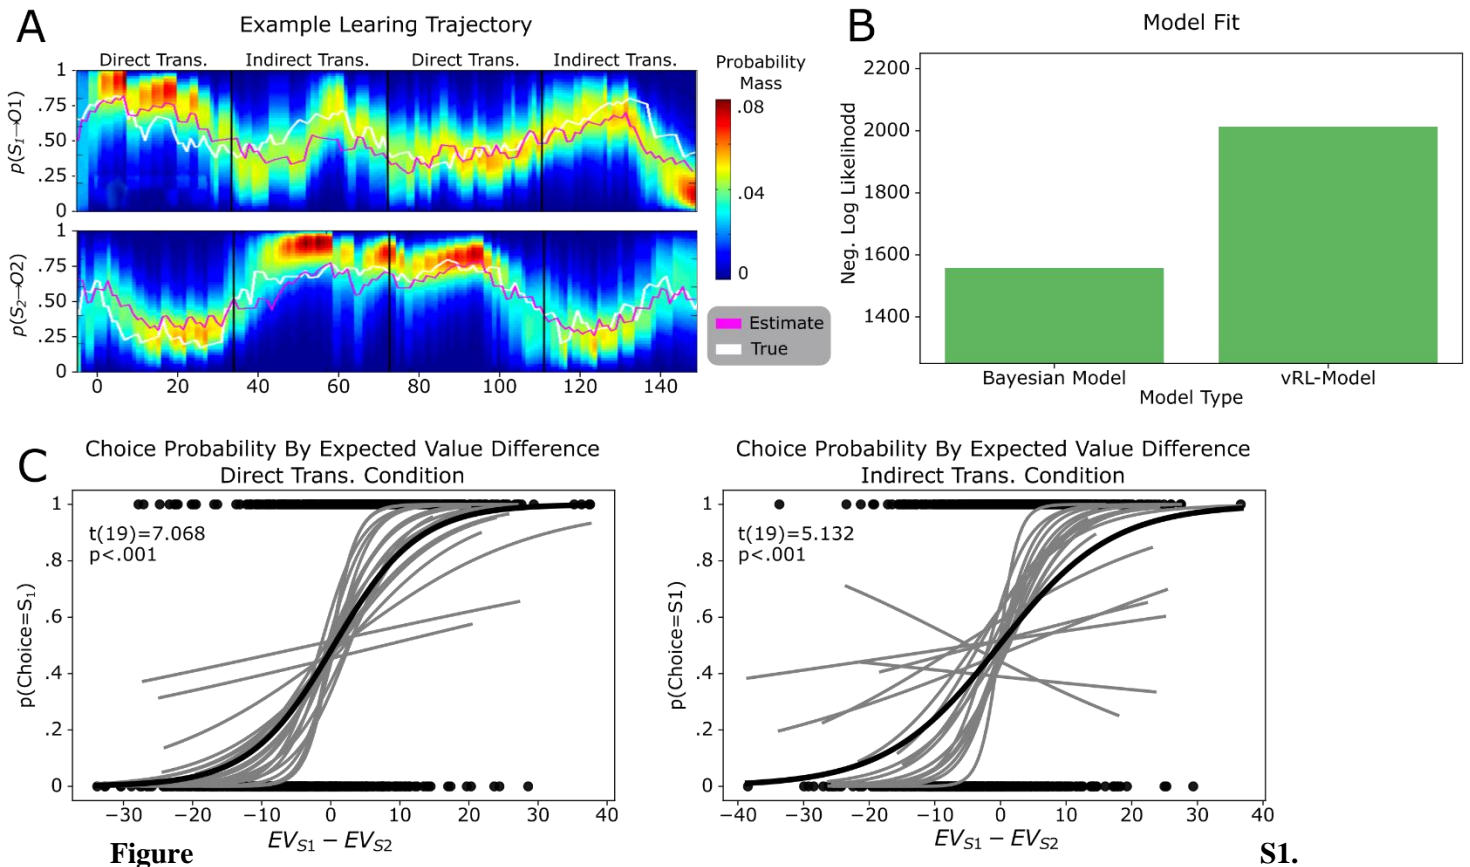 A
Example Learing Trajectory
Direct Trans. Indirect Trans. Direct Trans. Indirect Trans.
1
.75
.50
.25
0
p(S1→O1)
1
.75
.50
.25
0
p(S2→O2)
0 20 40 60 80 100 120 140
Probability
Mass
.08
.04
0
Estimate
True
B
Model Fit
2200
2000
1800
1600
1400
Neg. Log Likelihodd
Bayesian Model vRL-Model
Model Type
C
Choice Probability By Expected Value Difference
Direct Trans. Condition
t(19)=7.068
p<.001
1
.8
.6
.4
.2
0
p(Choice=S1)
−30 −20 −10 0 10 20 30 40
EVS1 − EVS2
Choice Probability By Expected Value Difference
Indirect Trans. Condition
t(19)=5.132
p<.001
1
.8
.6
.4
.2
0
p(Choice=S1)
−40 −30 −20 −10 0 10 20 30 40
EVS1 − EVS2
Figure S1.